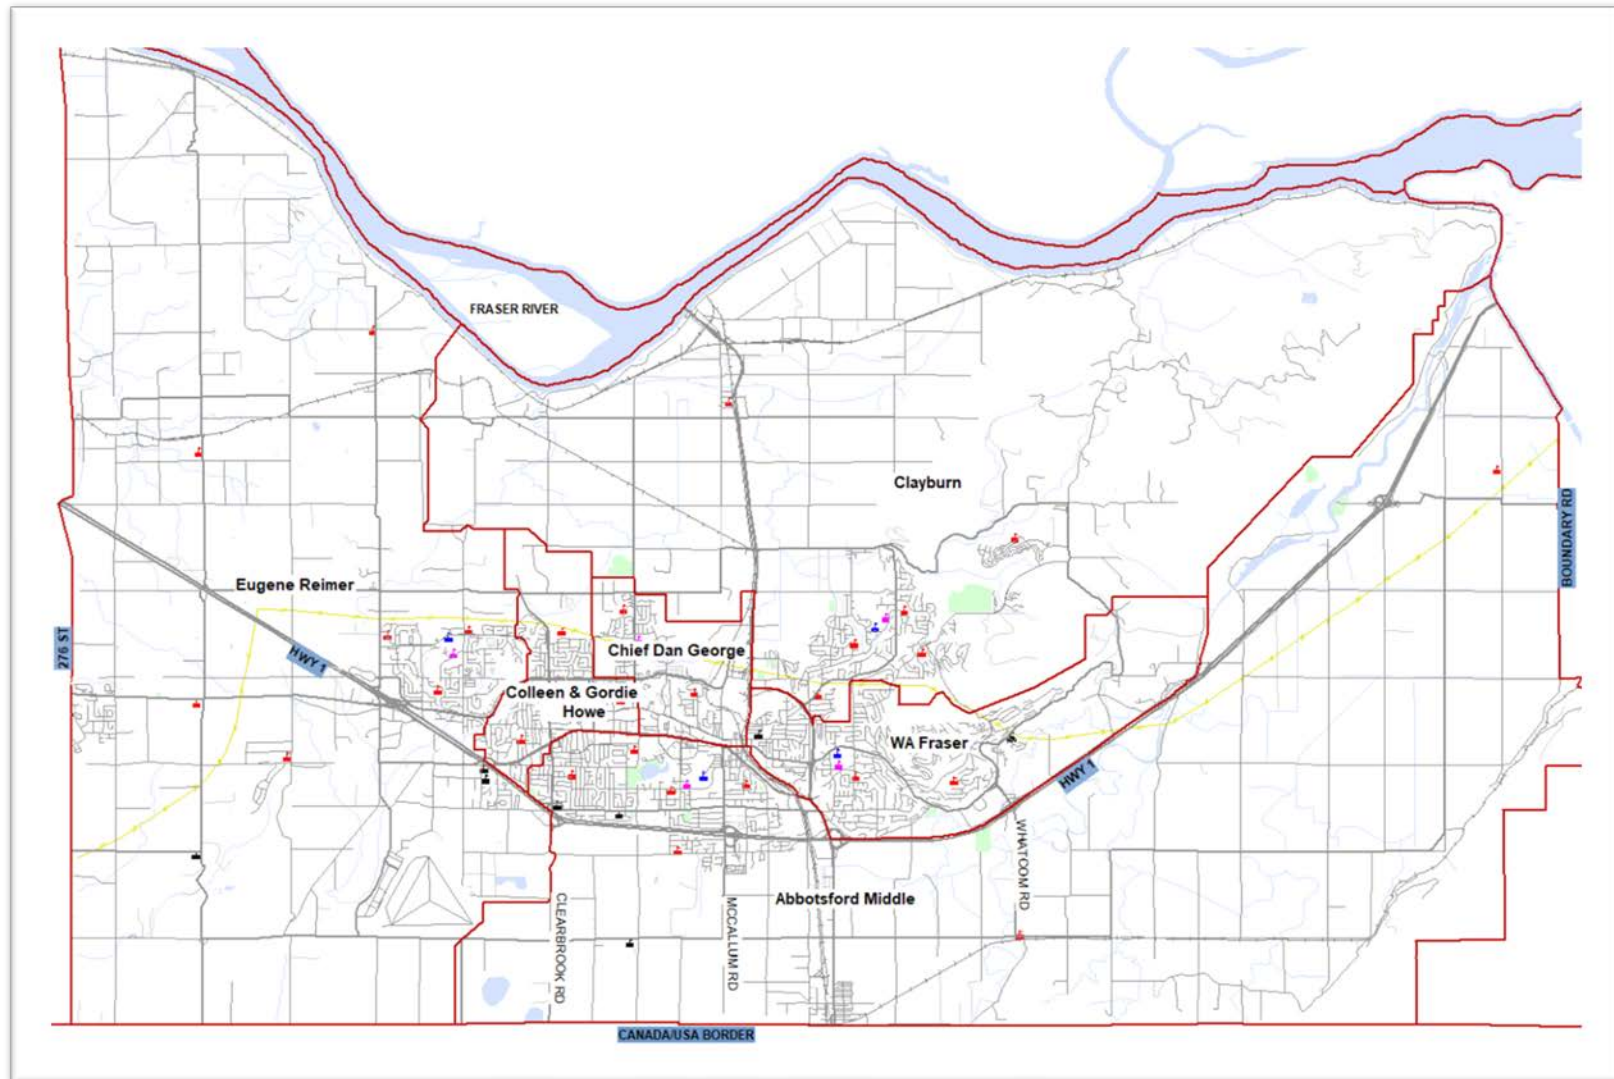 FRASER RIVER
Clayburn
BOUNDARY RD
Eugene Reimer
276 ST
HWY 1
Chief Dan George
Colleen & Gordie
Howe
WA Fraser
HWY 1
WHATCOM RD
Abbotsford Middle
CLEARBROOK RD
MCCALLUM RD
CANADA/USA BORDER